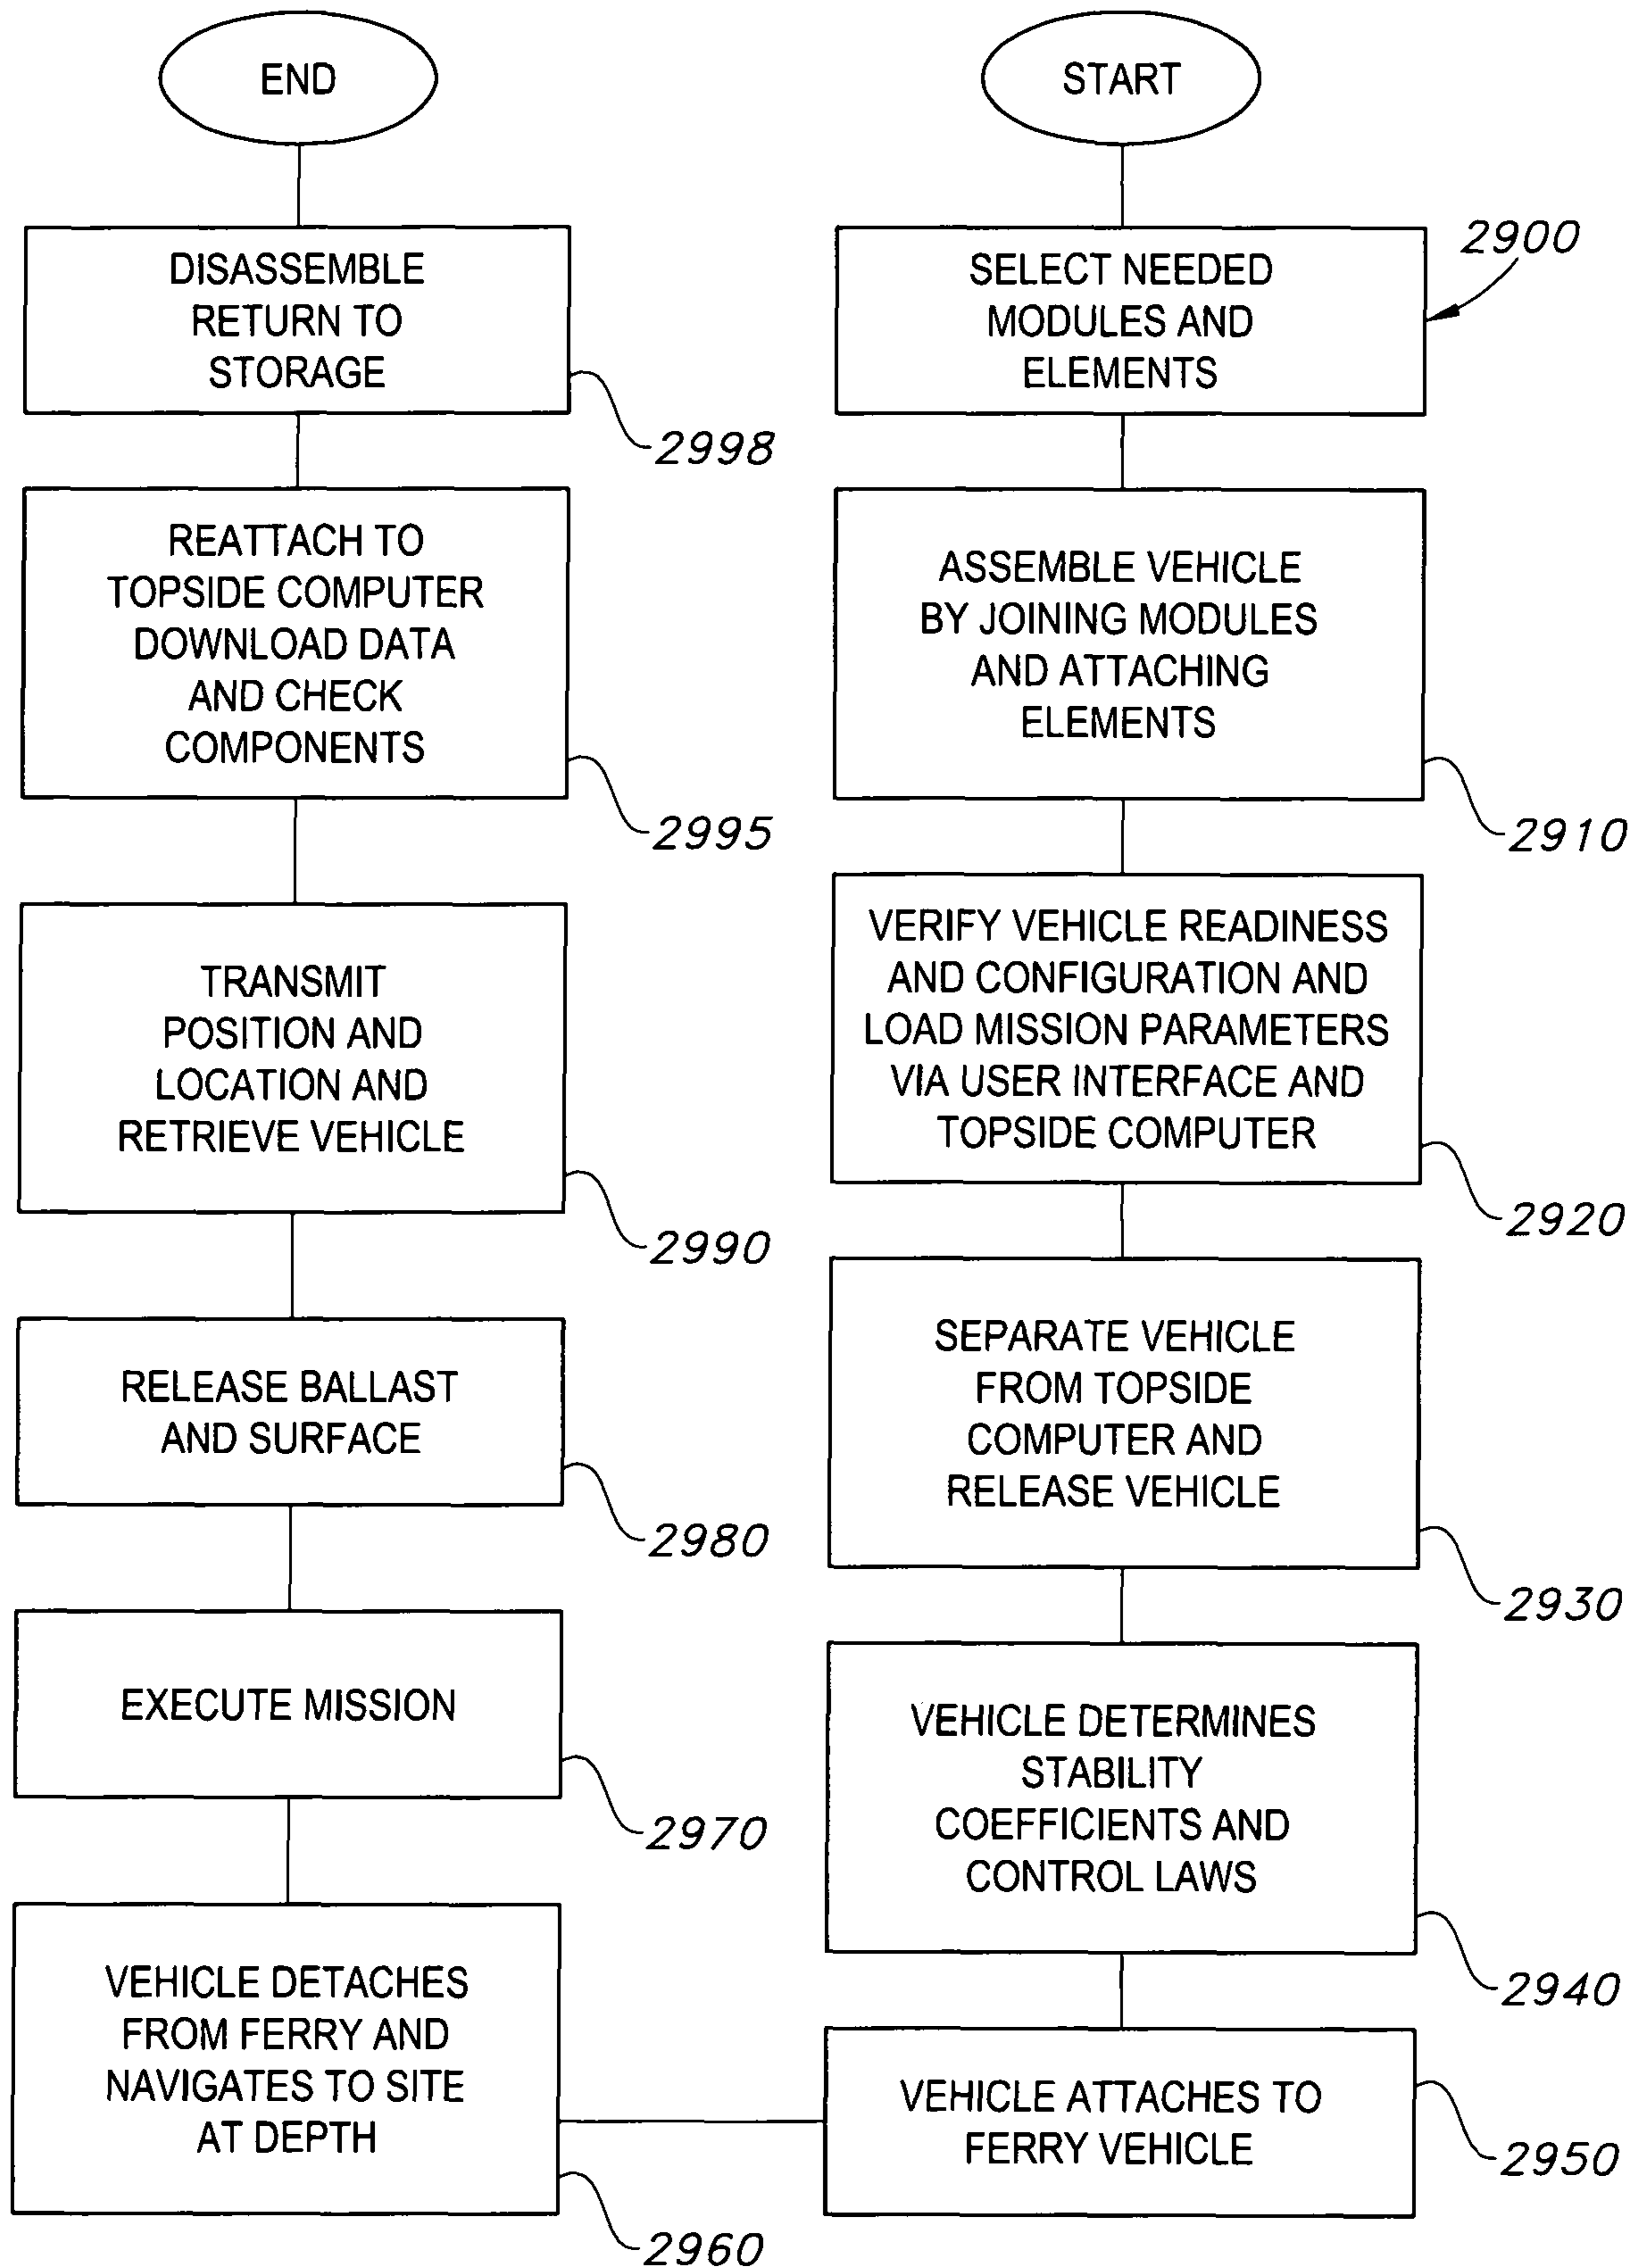 START
SELECT NEEDED
MODULES AND
ELEMENTS
2900
ASSEMBLE VEHICLE
BY JOINING MODULES
AND ATTACHING
ELEMENTS
2910
VERIFY VEHICLE READINESS
AND CONFIGURATION AND
LOAD MISSION PARAMETERS
VIA USER INTERFACE AND
TOPSIDE COMPUTER
2920
SEPARATE VEHICLE
FROM TOPSIDE
COMPUTER AND
RELEASE VEHICLE
2930
VEHICLE DETERMINES
STABILITY
COEFFICIENTS AND
CONTROL LAWS
2940
VEHICLE ATTACHES TO
FERRY VEHICLE
2950
VEHICLE DETACHES
FROM FERRY AND
NAVIGATES TO SITE
AT DEPTH
2960
EXECUTE MISSION
2970
RELEASE BALLAST
AND SURFACE
2980
TRANSMIT
POSITION AND
LOCATION AND
RETRIEVE VEHICLE
2990
REATTACH TO
TOPSIDE COMPUTER
DOWNLOAD DATA
AND CHECK
COMPONENTS
2995
DISASSEMBLE
RETURN TO
STORAGE
2998
END